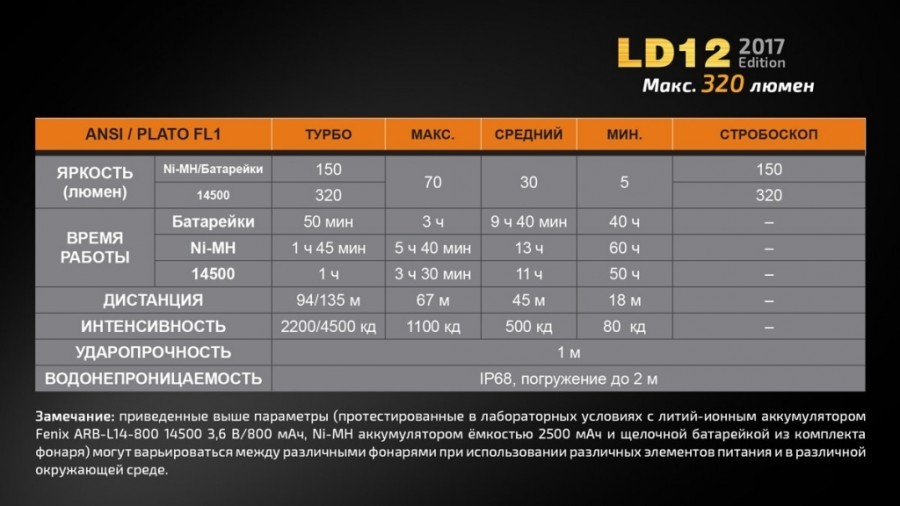 LD12 2017 Edition
Макс. 320 люмен
ANSI / PLATO FL1 ТУРБО МАКС. СРЕДНИЙ МИН. СТРОБОСКОП
ЯРКОСТЬ (люмен) Ni-MH/Батарейки 150 70 30 5 150
14500 320 320
ВРЕМЯ РАБОТЫ Батарейки 50 мин 3 ч 9 ч 40 мин 40 ч –
Ni-MH 1 ч 45 мин 5 ч 40 мин 13 ч 60 ч –
14500 1 ч 3 ч 30 мин 11 ч 50 ч –
ДИСТАНЦИЯ 94/135 м 67 м 45 м 18 м –
ИНТЕНСИВНОСТЬ 2200/4500 кд 1100 кд 500 кд 80 кд –
УДАРОПРОЧНОСТЬ 1 м
ВОДОНЕПРОНИЦАЕМОСТЬ IP68, погружение до 2 м
Замечание: приведенные выше параметры (протестированные в лабораторных условиях с литий-ионным аккумулятором
Fenix ARB-L14-800 14500 3,6 В/800 мАч, Ni-MH аккумулятором ёмкостью 2500 мАч и щелочной батарейкой из комплекта
фонаря) могут варьироваться между различными фонарями при использовании различных элементов питания и в различной
окружающей среде.